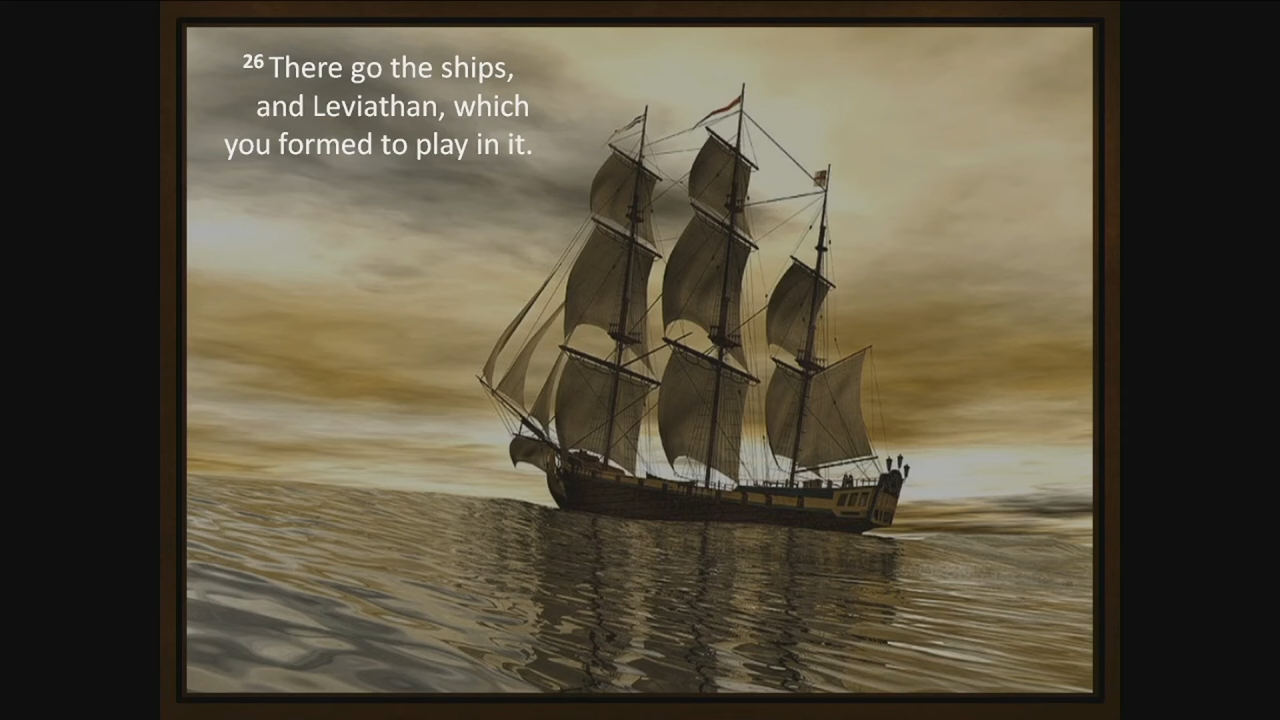 26 There go the ships,
and Leviathan, which
you formed to play in it.